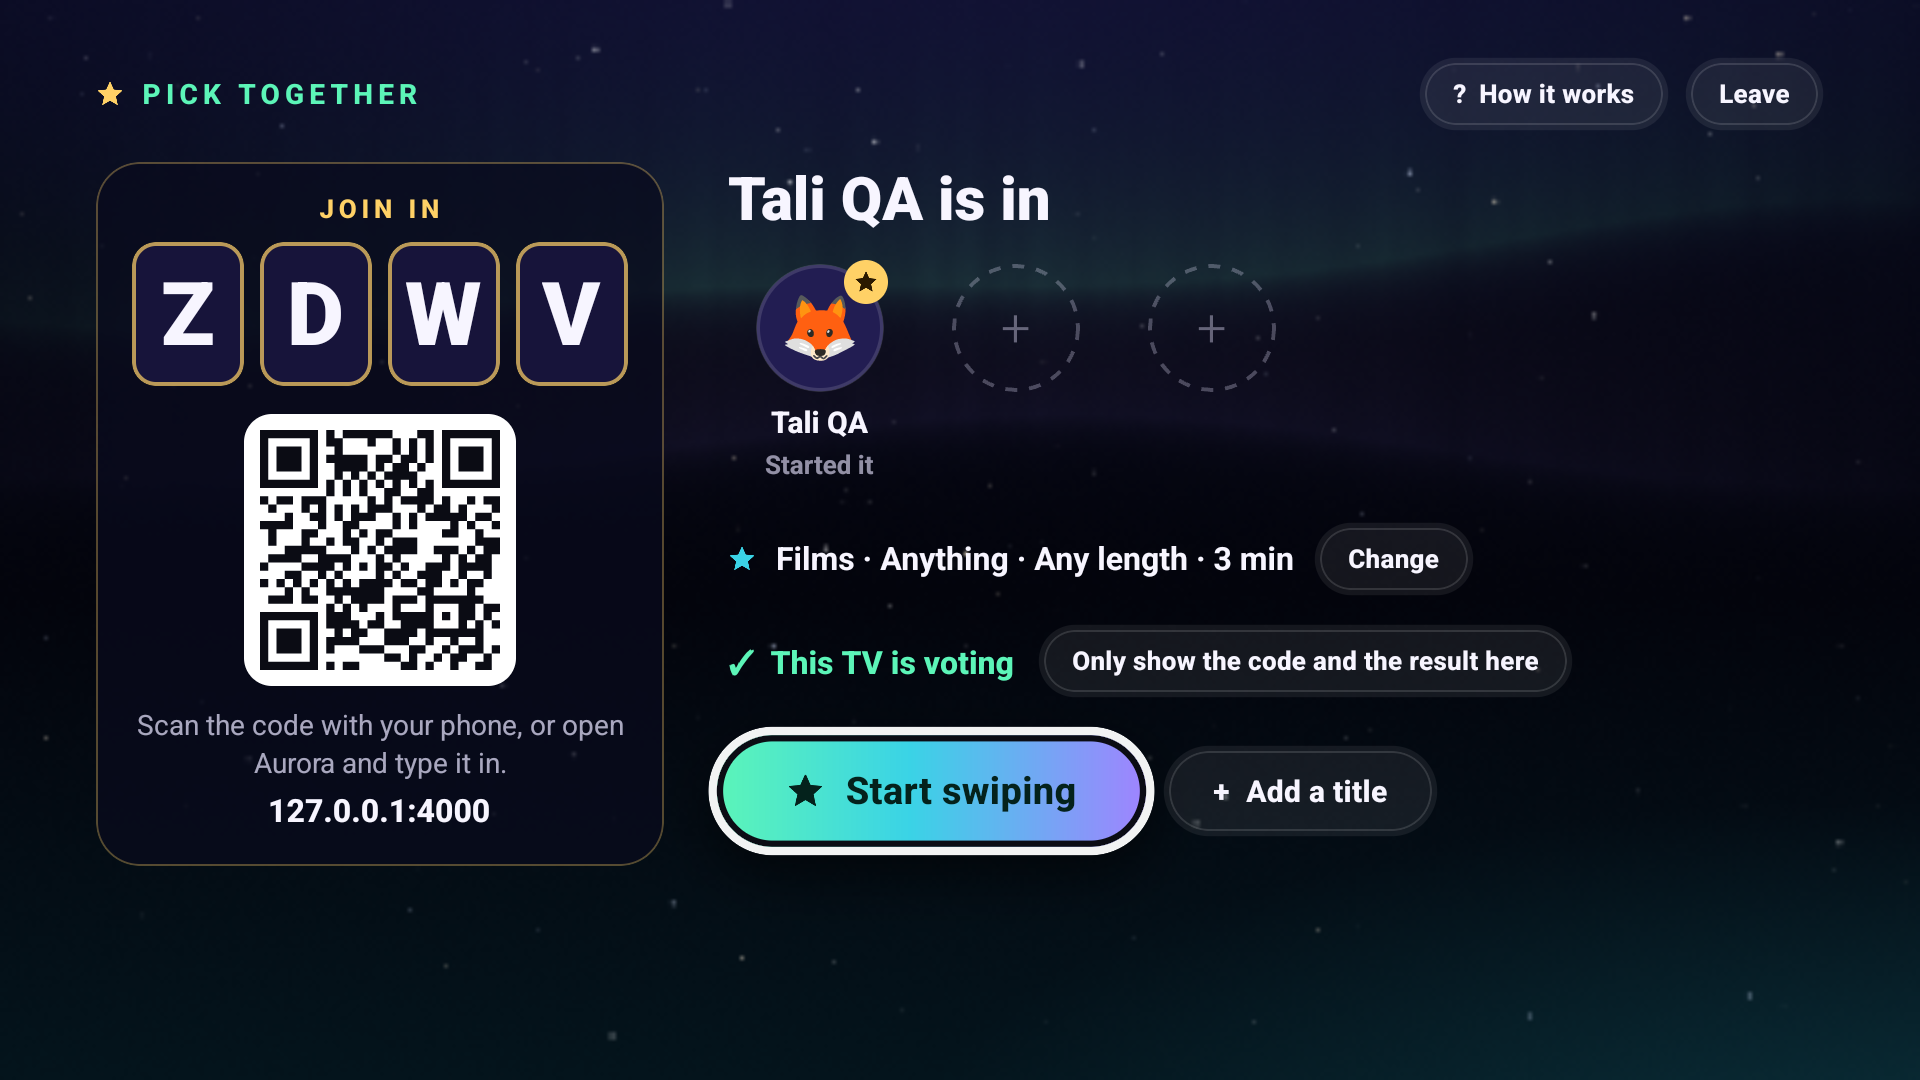 PICK TOGETHER
? How it works
Leave
JOIN IN
Z D W V
Scan the code with your phone, or open
Aurora and type it in.
127.0.0.1:4000
Tali QA is in
Tali QA
Started it
Films · Anything · Any length · 3 min
Change
✓ This TV is voting
Only show the code and the result here
Start swiping
+ Add a title